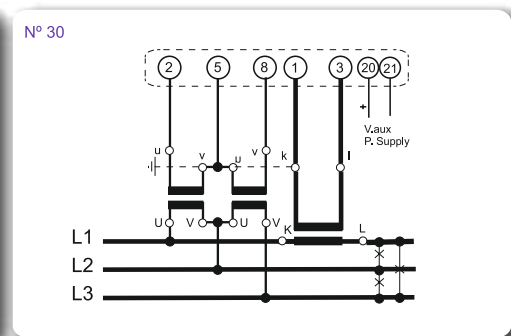 Nº 30
2 5 8 1 3 20 21
+
V.aux
P. Supply
u v u v k l
U V U V K L
L1
L2
L3